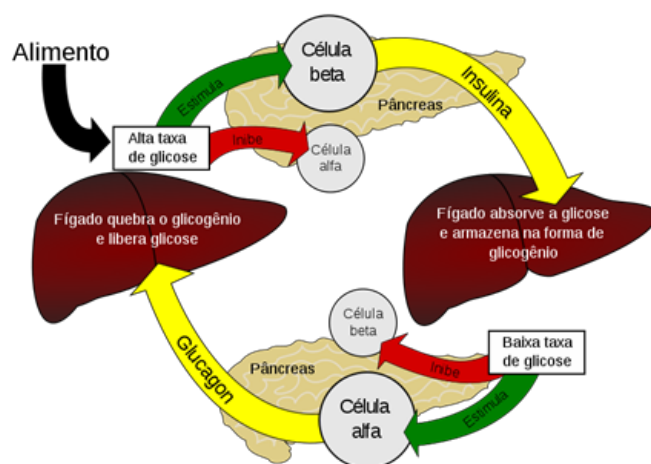 Alimento
Célula
beta
Estimula
Insulina
Pâncreas
Alta taxa
de glicose
Inibe
Célula
alfa
Fígado quebra o glicogênio
e libera glicose
Fígado absorve a glicose
e armazena na forma de
glicogênio
Célula
beta
Baixa taxa
de glicose
Inibe
Pâncreas
Glucagon
Célula
alfa
Estimula